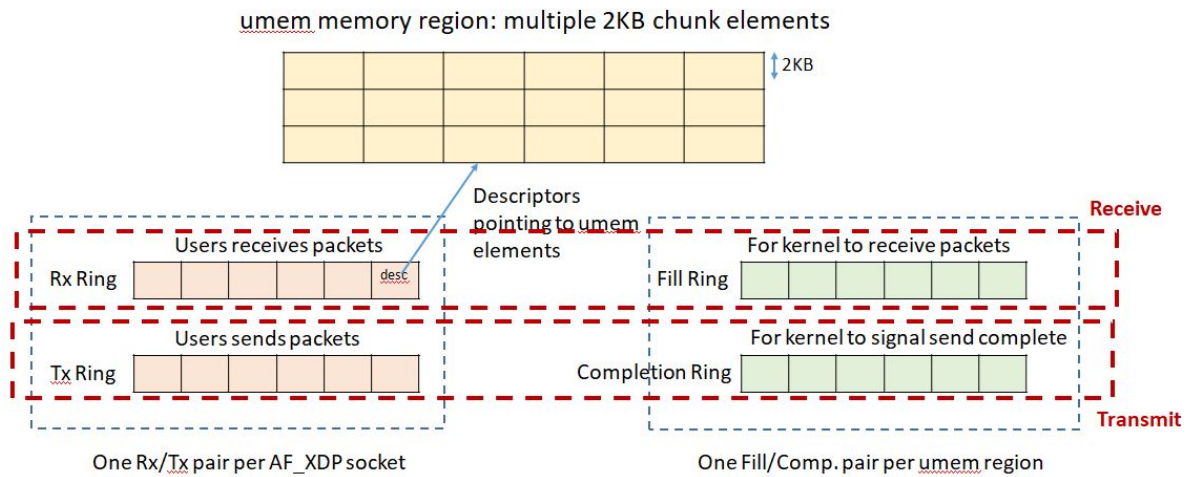 umem memory region: multiple 2KB chunk elements
2KB
Descriptors
pointing to umem
elements
Receive
Users receives packets
For kernel to receive packets
Rx Ring
desc
Fill Ring
Users sends packets
For kernel to signal send complete
Tx Ring
Completion Ring
Transmit
One Rx/Tx pair per AF_XDP socket
One Fill/Comp. pair per umem region